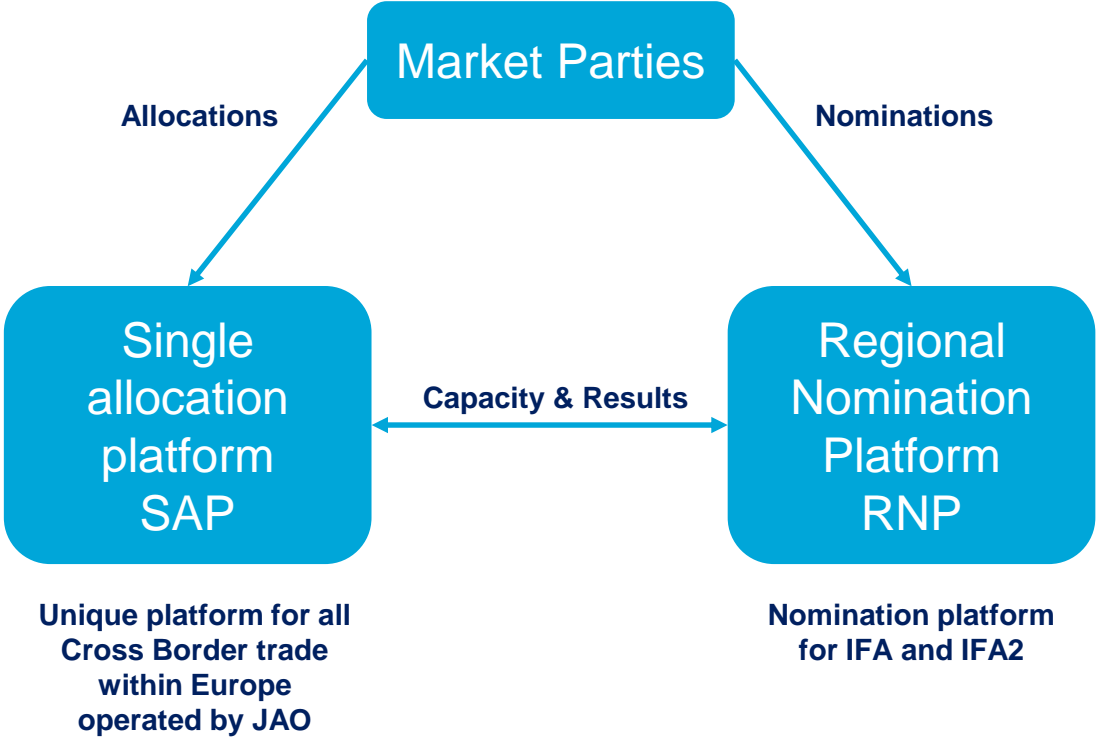 Market Parties
Allocations
Nominations
Single
allocation
platform
SAP
Capacity & Results
Regional
Nomination
Platform
RNP
Unique platform for all
Cross Border trade
within Europe
operated by JAO
Nomination platform
for IFA and IFA2